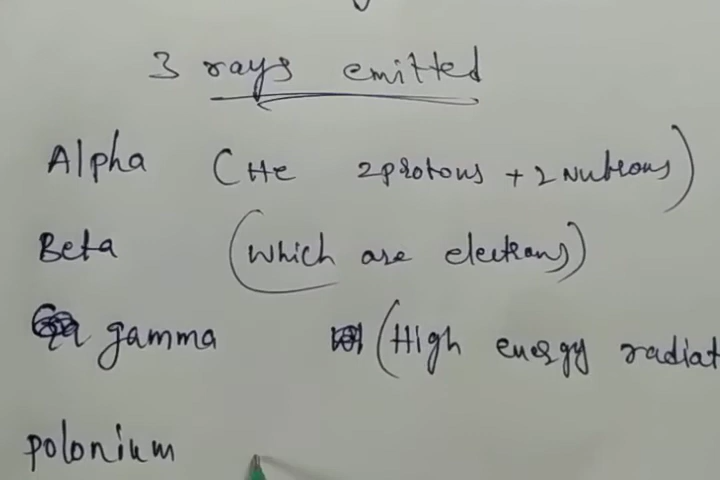 3 rays emitted
Alpha (He 2protons + 2 Nutrons)
Beta (which are electrons)
gamma (High energy radiat
polonium